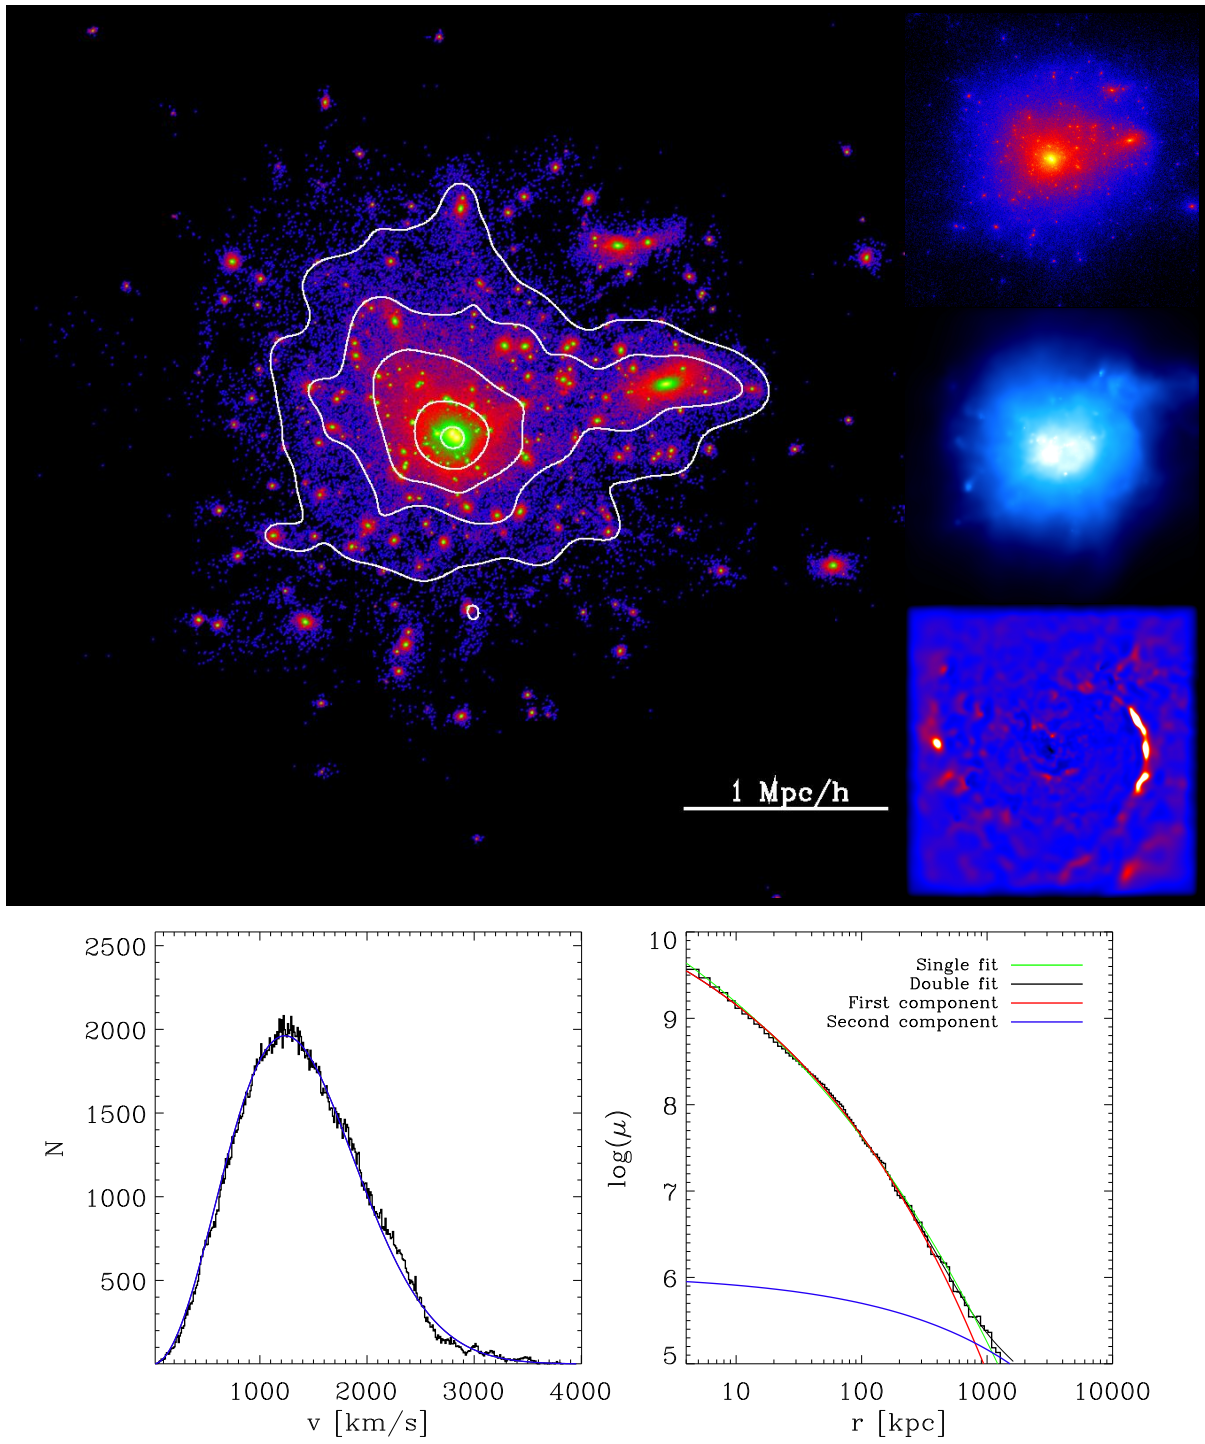 1 Mpc/h
2500
2000
1500
1000
500
N
1000 2000 3000 4000
v [km/s]
10
9
8
7
6
5
log(μ)
Single fit
Double fit
First component
Second component
10 100 1000 10000
r [kpc]